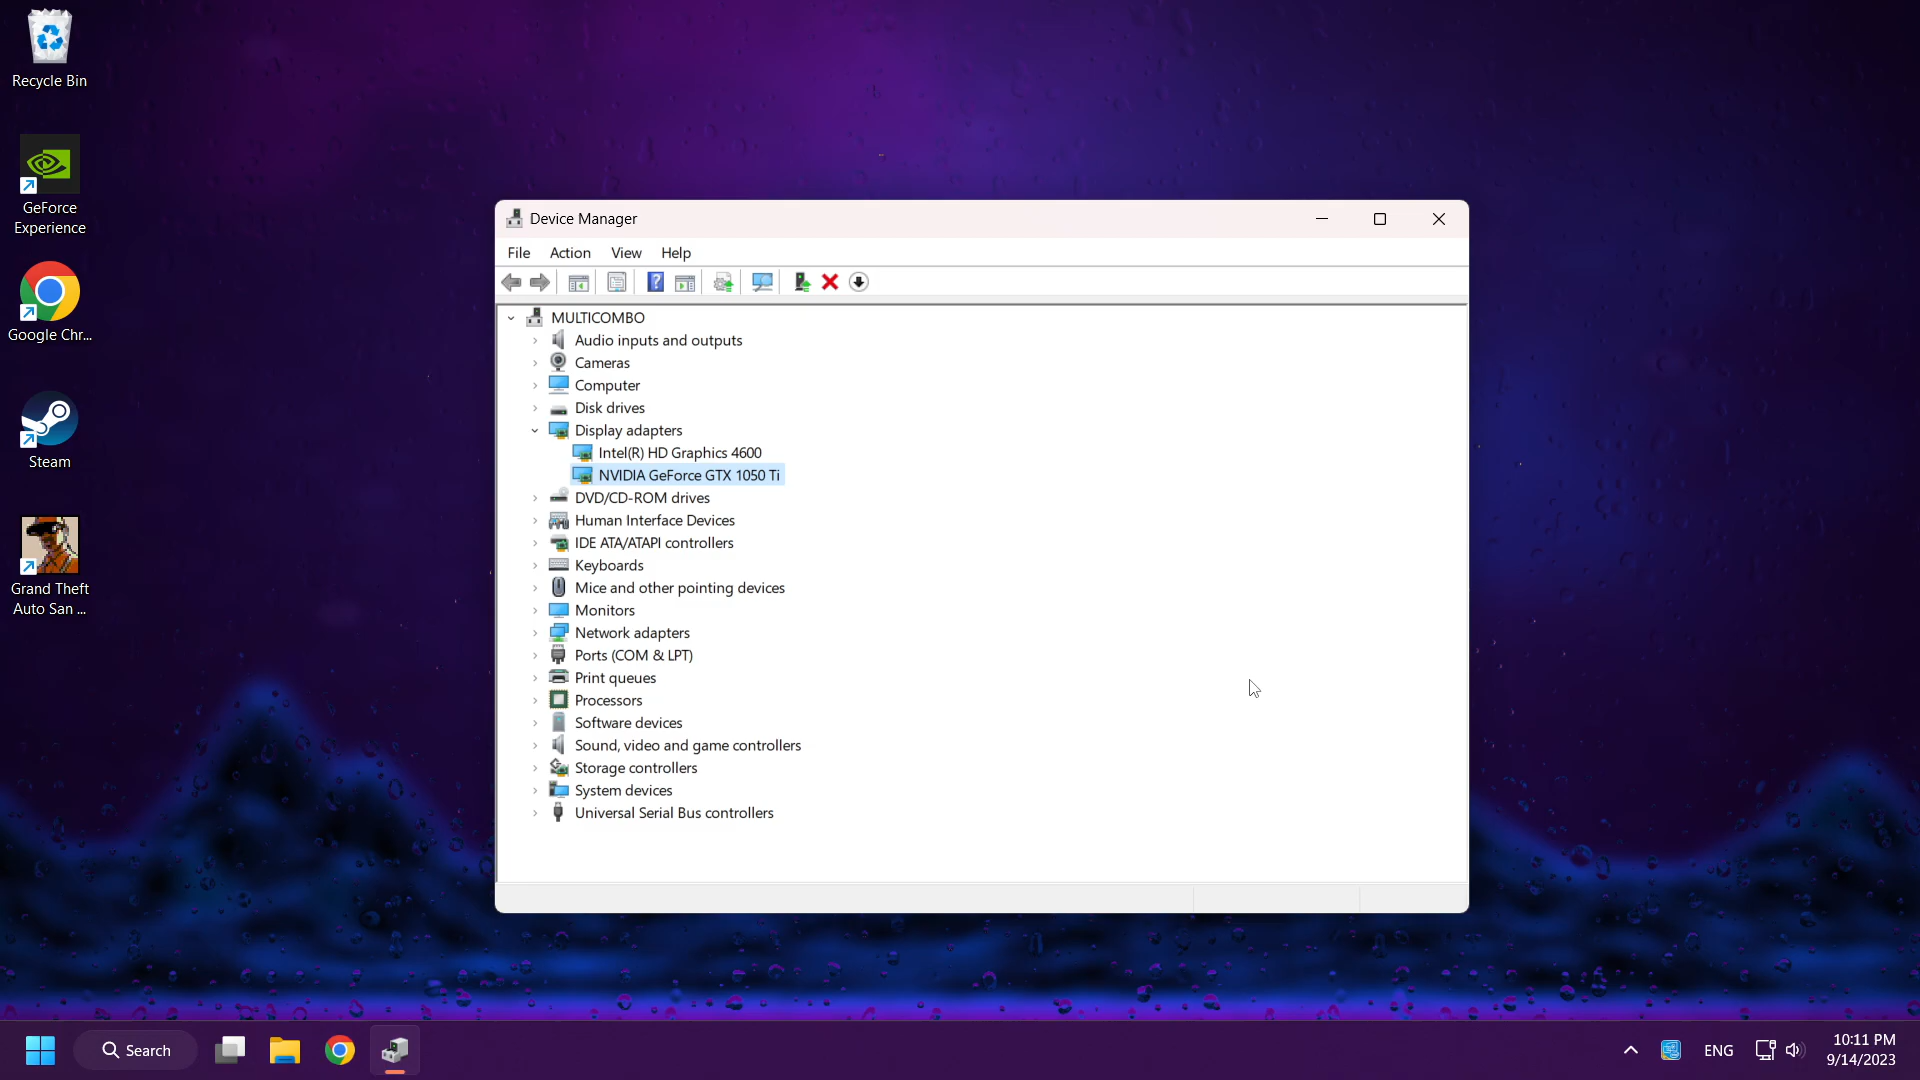 Recycle Bin
GeForce
Experience
Google Chr...
Steam
Grand Theft
Auto San ...
Device Manager
File Action View Help
MULTICOMBO
Audio inputs and outputs
Cameras
Computer
Disk drives
Display adapters
Intel(R) HD Graphics 4600
NVIDIA GeForce GTX 1050 Ti
DVD/CD-ROM drives
Human Interface Devices
IDE ATA/ATAPI controllers
Keyboards
Mice and other pointing devices
Monitors
Network adapters
Ports (COM & LPT)
Print queues
Processors
Software devices
Sound, video and game controllers
Storage controllers
System devices
Universal Serial Bus controllers
Search
ENG
10:11 PM
9/14/2023